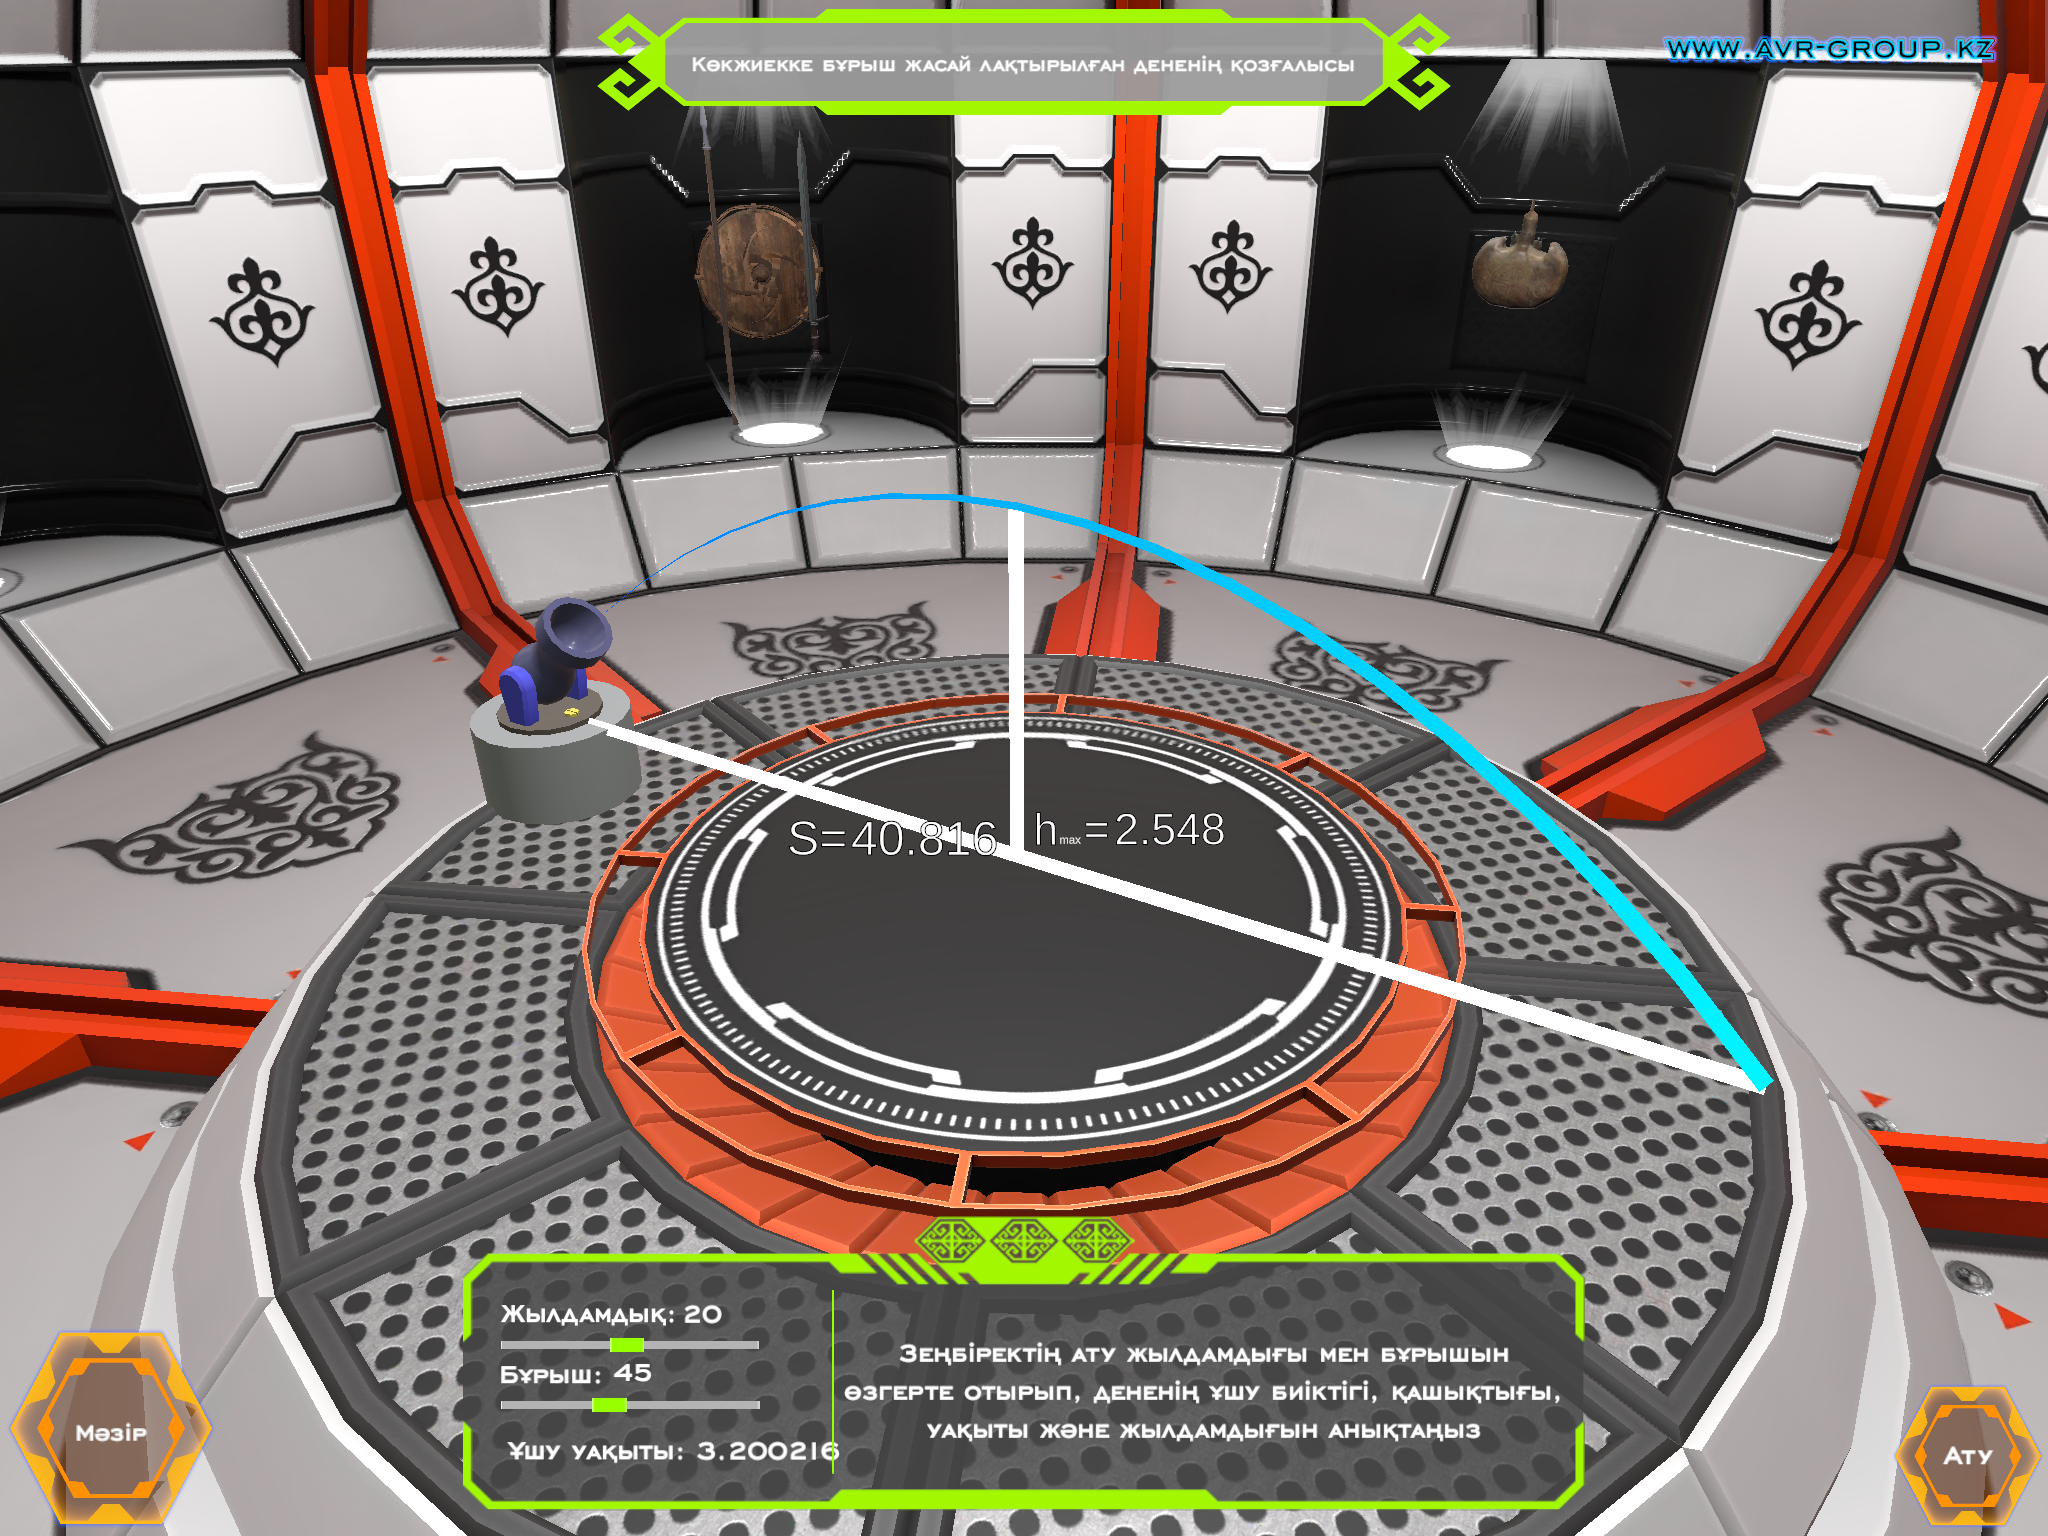 Көкжиекке бұрыш жасай лақтырылған дененің қозғалысы
www.avr-group.kz
S=40.816
hmax=2.548
Жылдамдық: 20
Бұрыш: 45
Ұшу уақыты: 3.200216
Зеңбіректің ату жылдамдығы мен бұрышын
өзгерте отырып, дененің ұшу биіктігі, қашықтығы,
уақыты және жылдамдығын анықтаңыз
Мәзір
Ату